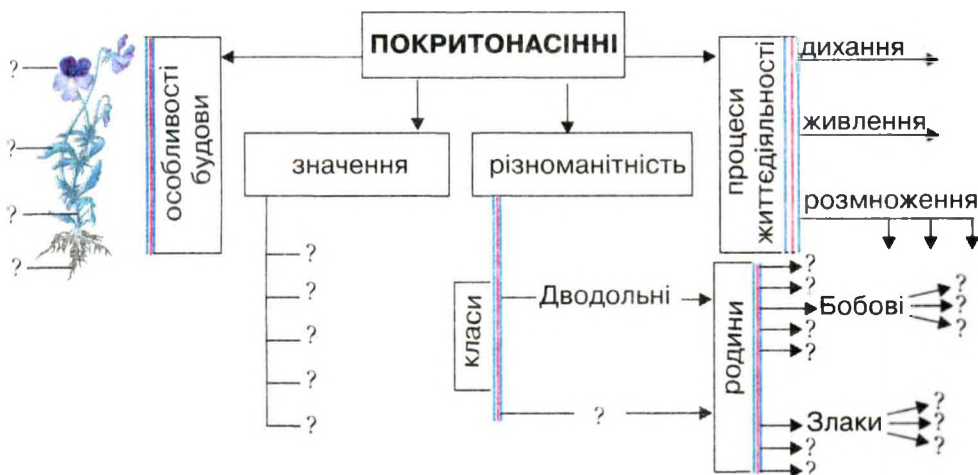 ПОКРИТОНАСІННІ
?
?
?
?
особливості
будови
значення
?
?
?
?
?
різноманітність
класи
Дводольні
?
процеси
життєдіяльності
дихання
живлення
розмноження
родини
?
?
Бобові
?
?
?
?
?
Злаки
?
?
?
?
?